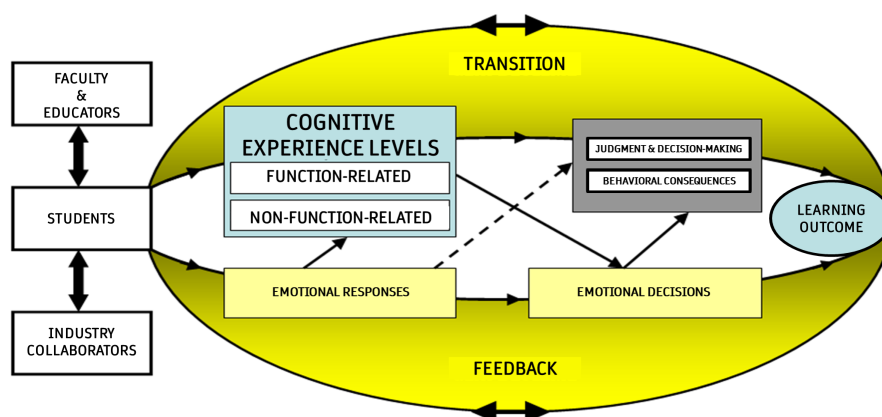 TRANSITION
FACULTY
&
EDUCATORS
STUDENTS
INDUSTRY
COLLABORATORS
COGNITIVE
EXPERIENCE LEVELS
FUNCTION-RELATED
NON-FUNCTION-RELATED
JUDGMENT & DECISION-MAKING
BEHAVIORAL CONSEQUENCES
LEARNING
OUTCOME
EMOTIONAL RESPONSES
EMOTIONAL DECISIONS
FEEDBACK